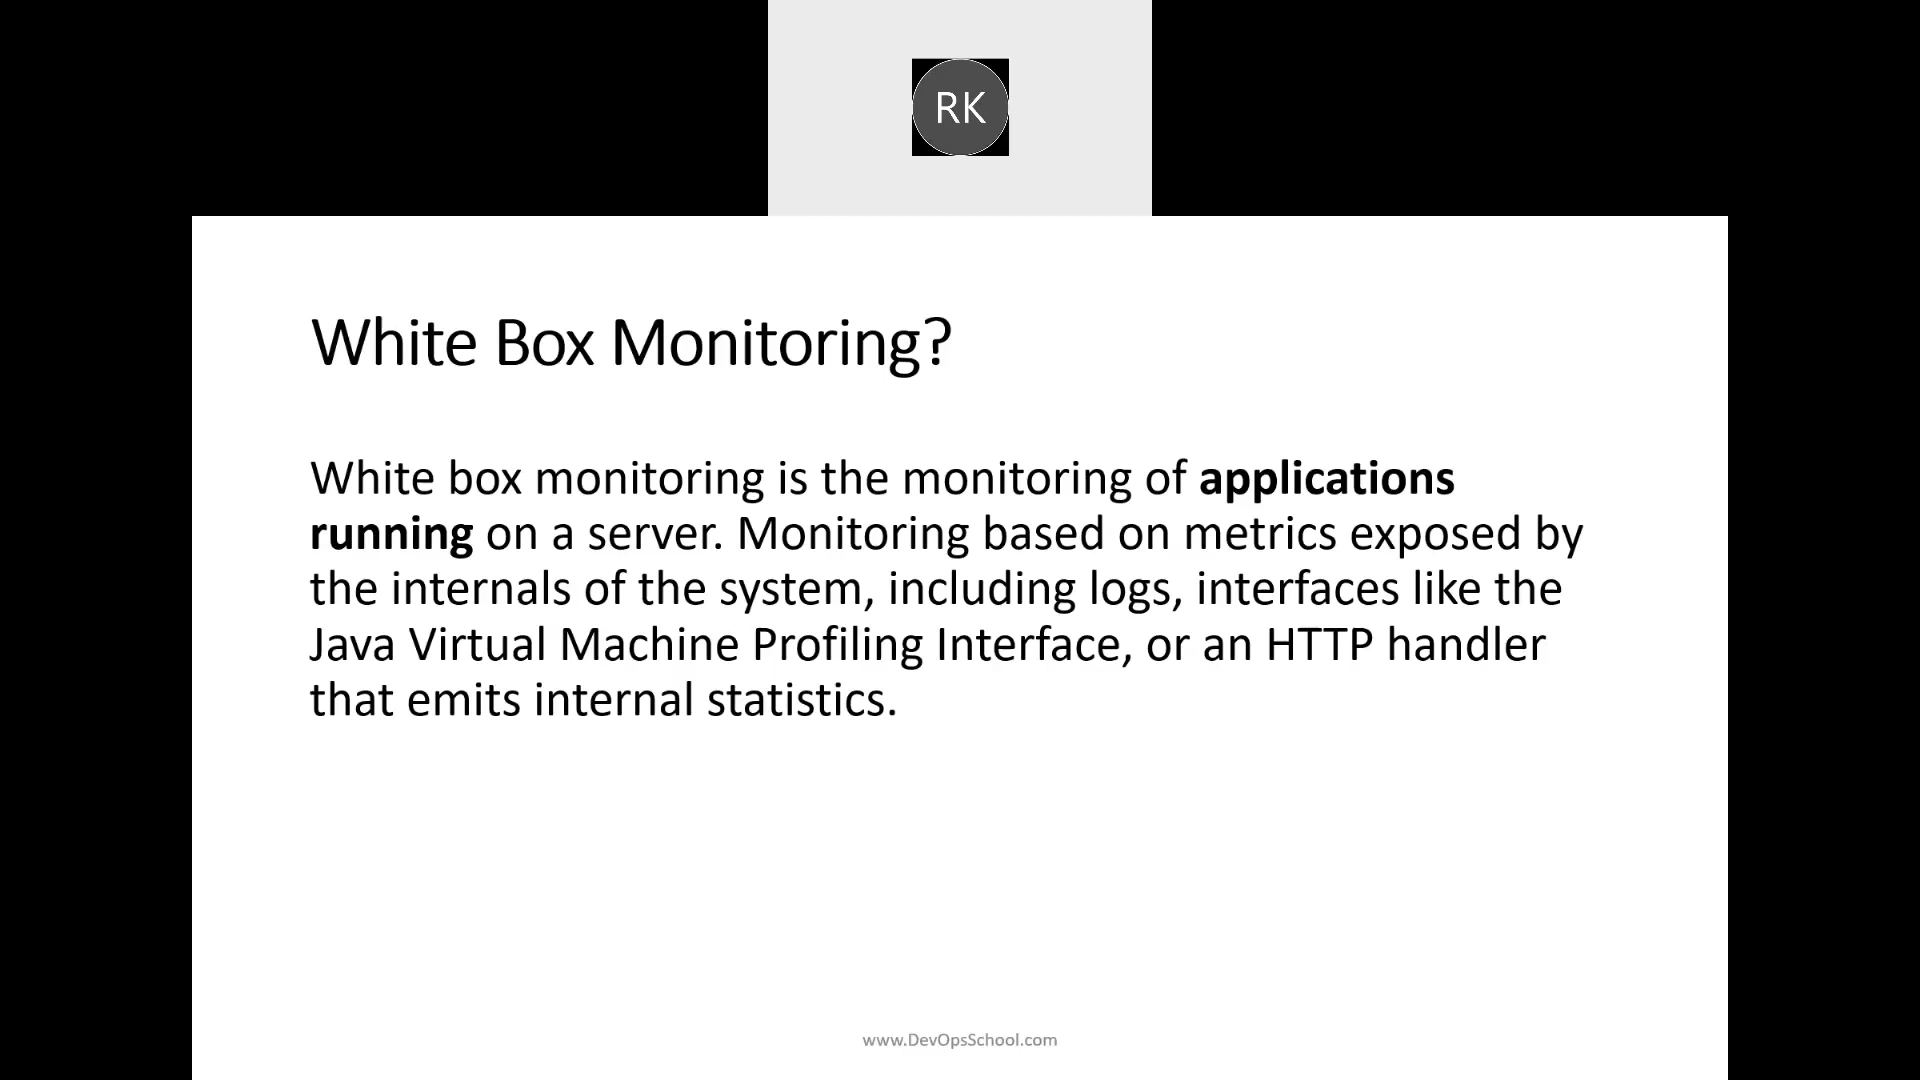 RK
White Box Monitoring?
White box monitoring is the monitoring of applications
running on a server. Monitoring based on metrics exposed by
the internals of the system, including logs, interfaces like the
Java Virtual Machine Profiling Interface, or an HTTP handler
that emits internal statistics.
www.DevOpsSchool.com